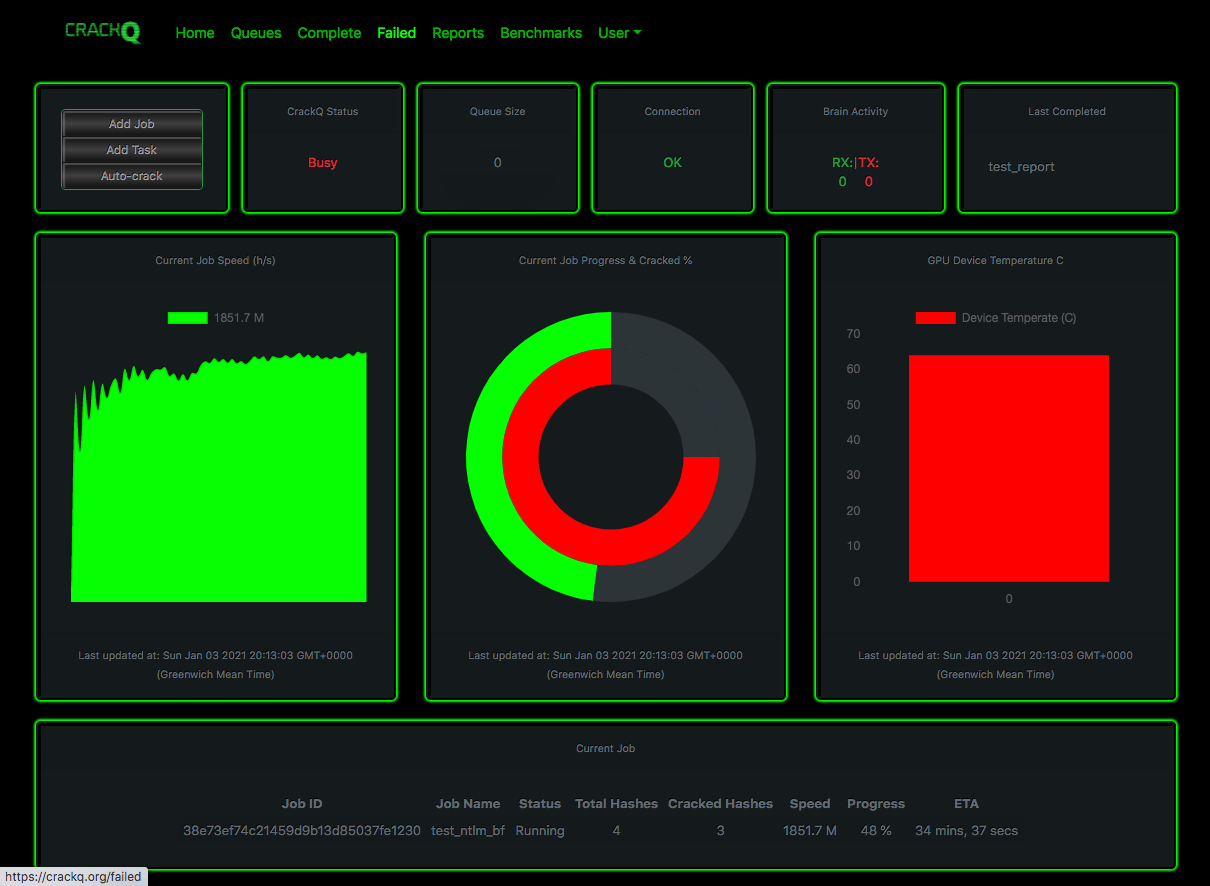 CRACKQ Home Queues Complete Failed Reports Benchmarks User
Add Job
Add Task
Auto-crack
CrackQ Status
Busy
Queue Size
0
Connection
OK
Brain Activity
RX:|TX:
0 0
Last Completed
test_report
Current Job Speed (h/s)
1851.7 M
Last updated at: Sun Jan 03 2021 20:13:03 GMT+0000
(Greenwich Mean Time)
Current Job Progress & Cracked %
Last updated at: Sun Jan 03 2021 20:13:03 GMT+0000
(Greenwich Mean Time)
GPU Device Temperature C
Device Temperate (C)
70
60
50
40
30
20
10
0
0
Last updated at: Sun Jan 03 2021 20:13:03 GMT+0000
(Greenwich Mean Time)
Current Job
Job ID Job Name Status Total Hashes Cracked Hashes Speed Progress ETA
38e73ef74c21459d9b13d85037fe1230 test_ntlm_bf Running 4 3 1851.7 M 48 % 34 mins, 37 secs
https://crackq.org/failed